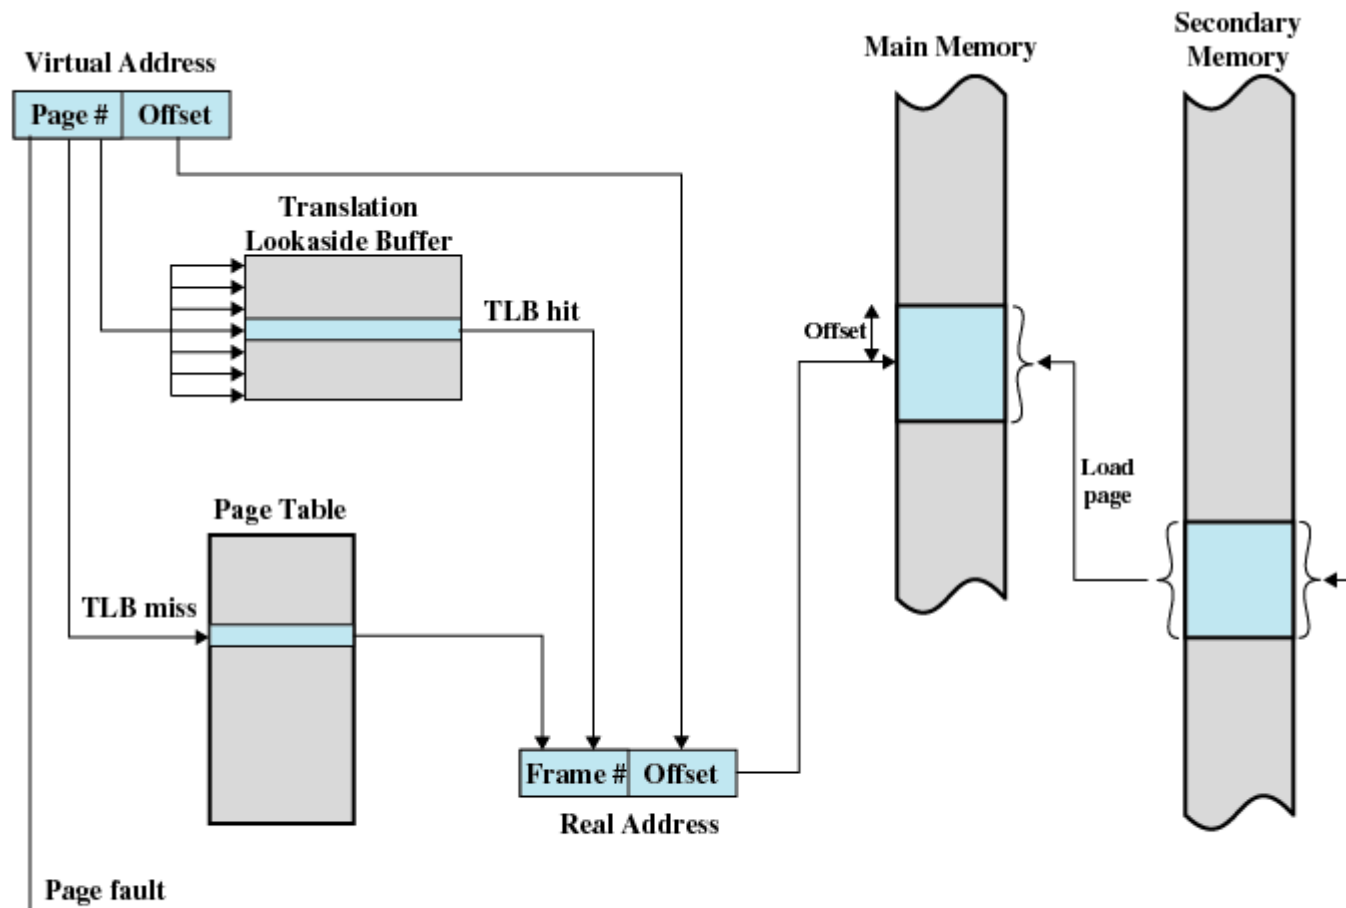 Secondary
Memory
Main Memory
Virtual Address
Page #
Offset
Translation
Lookaside Buffer
TLB hit
Offset
Load
page
Page Table
TLB miss
Frame #
Offset
Real Address
Page fault